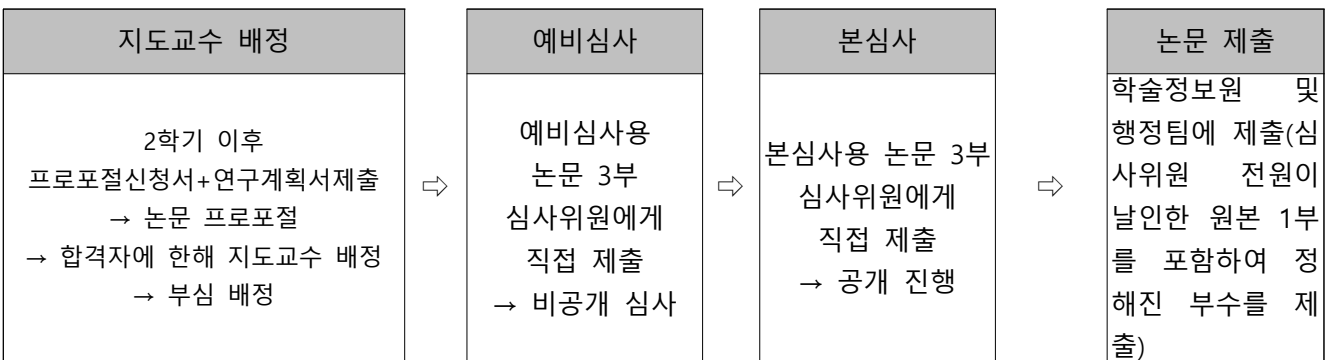 지도교수 배정
2학기 이후
프로포절신청서+연구계획서제출
→ 논문 프로포절
→ 합격자에 한해 지도교수 배정
→ 부심 배정
⇨
예비심사
예비심사용
논문 3부
심사위원에게
직접 제출
→ 비공개 심사
⇨
본심사
본심사용 논문 3부
심사위원에게
직접 제출
→ 공개 진행
⇨
논문 제출
학술정보원 및
행정팀에 제출(심
사위원 전원이
날인한 원본 1부
를 포함하여 정
해진 부수를 제
출)